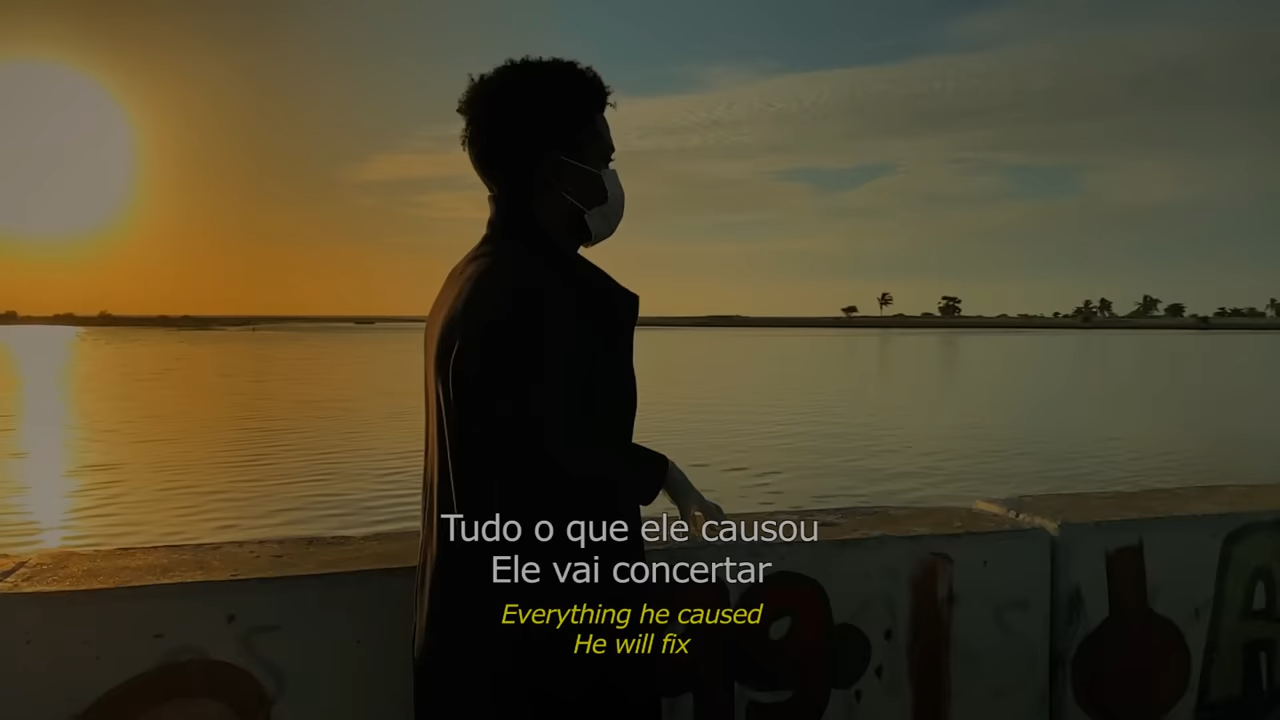 Tudo o que ele causou
Ele vai concertar
Everything he caused
He will fix